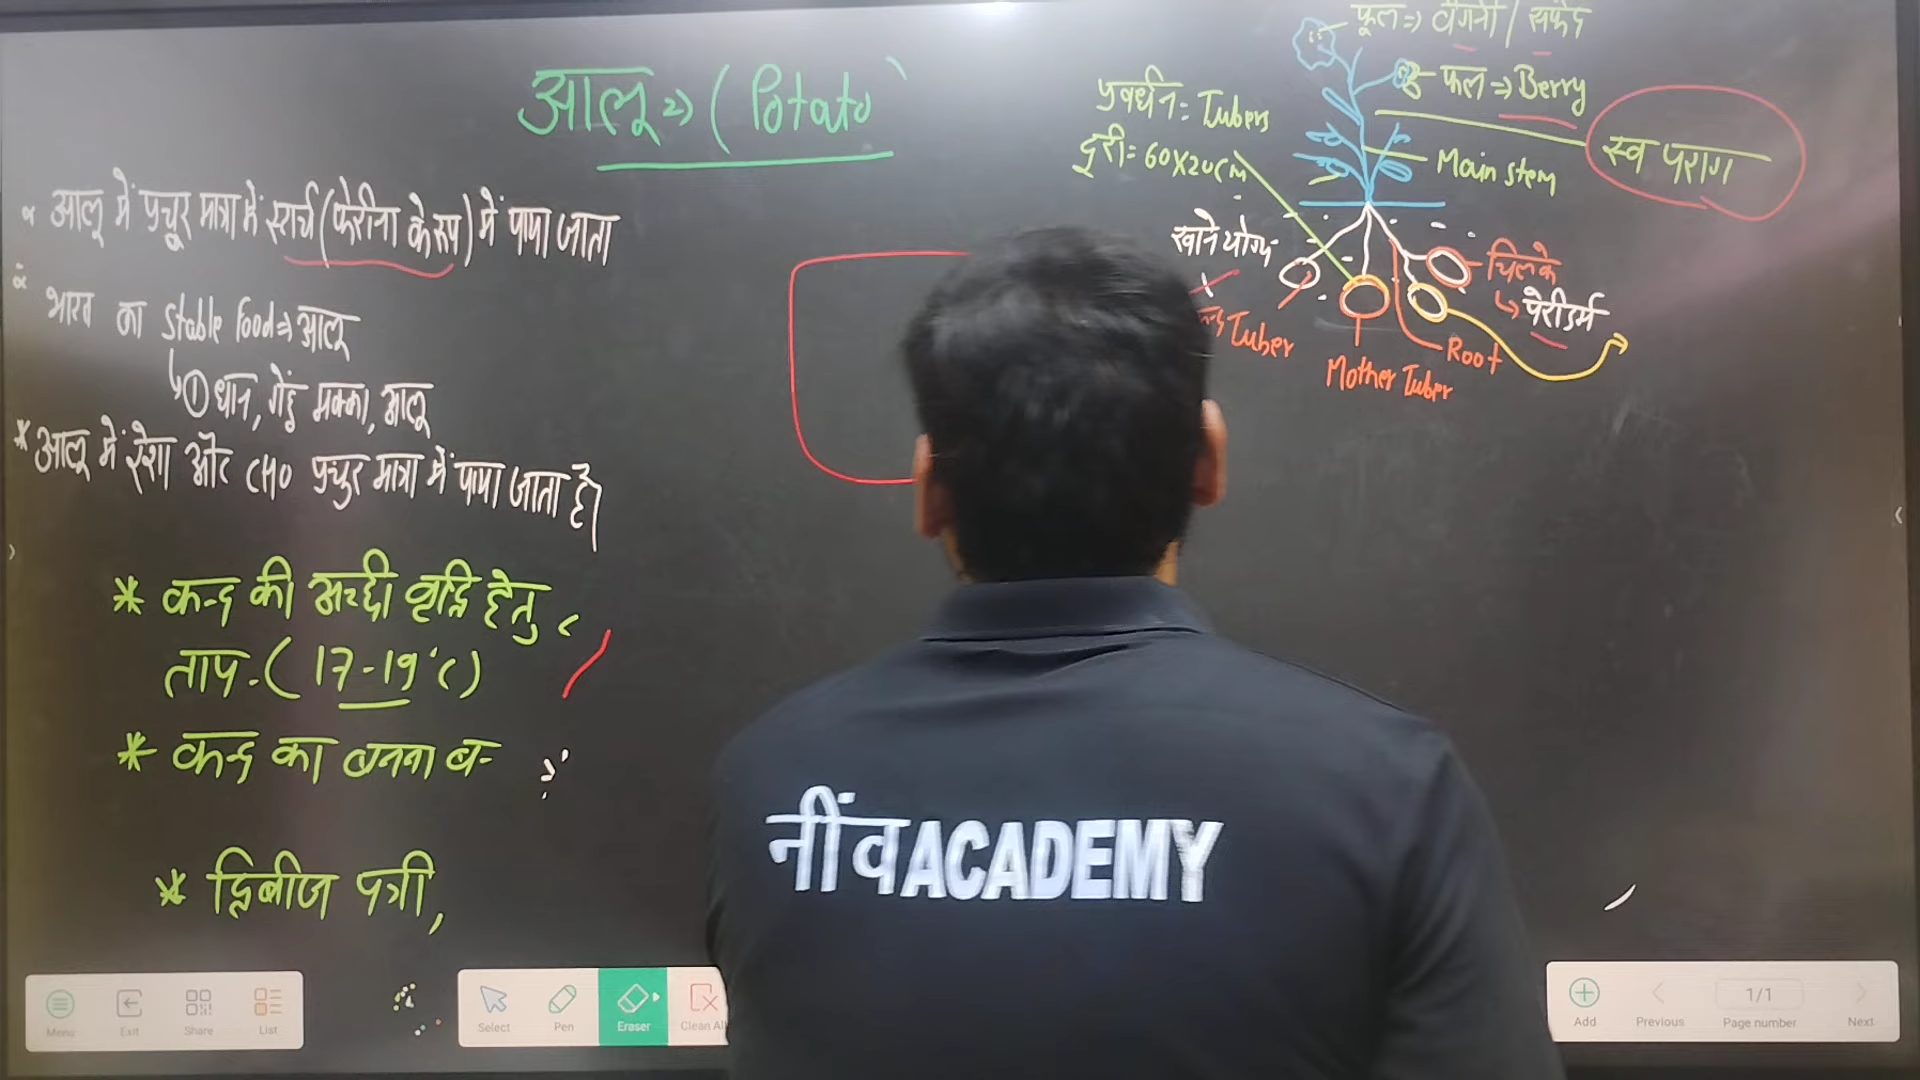 आलू => ( Potato
* आलू में प्रचुर मात्रा में स्टार्च (फेरीना के रूप) में पाया जाता
भारत का Stable food => आलू
① धान, गेहूं मक्का, आलू
* आलू में रेशा और CHO प्रचुर मात्रा में पाया जाता है।
* कन्द की अच्छी वृद्धि हेतु
ताप. ( 17-19°C)
* कन्द का बनना ब
* द्विबीज पत्री,
फूल => बैंगनी / सफेद
फल => Berry
प्रवर्धन = Tubers
दूरी = 60X20Cm
Main stem
स्व पराग
खाने योग्य
Tuber
Mother Tuber
Root
छिलके
पेरीडर्म
नींव ACADEMY
Menu
Exit
Share
List
Select
Pen
Eraser
Clean All
Add
Previous
1/1
Page number
Next